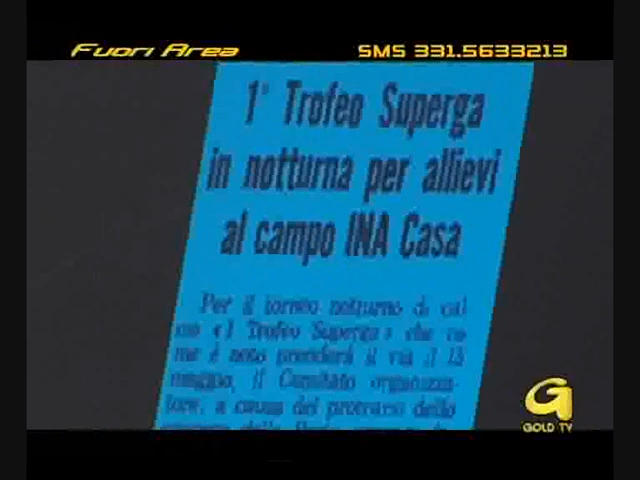 Fuori Area
SMS 331.5633213
1° Trofeo Superga
in notturna per allievi
al campo INA Casa
Per il torneo notturno di cal
cio «I Trofeo Superga» che co
me è noto prenderà il via il 13
maggio, il Comitato organizza-
tore, a causa del protrarsi dello
GOLD TV